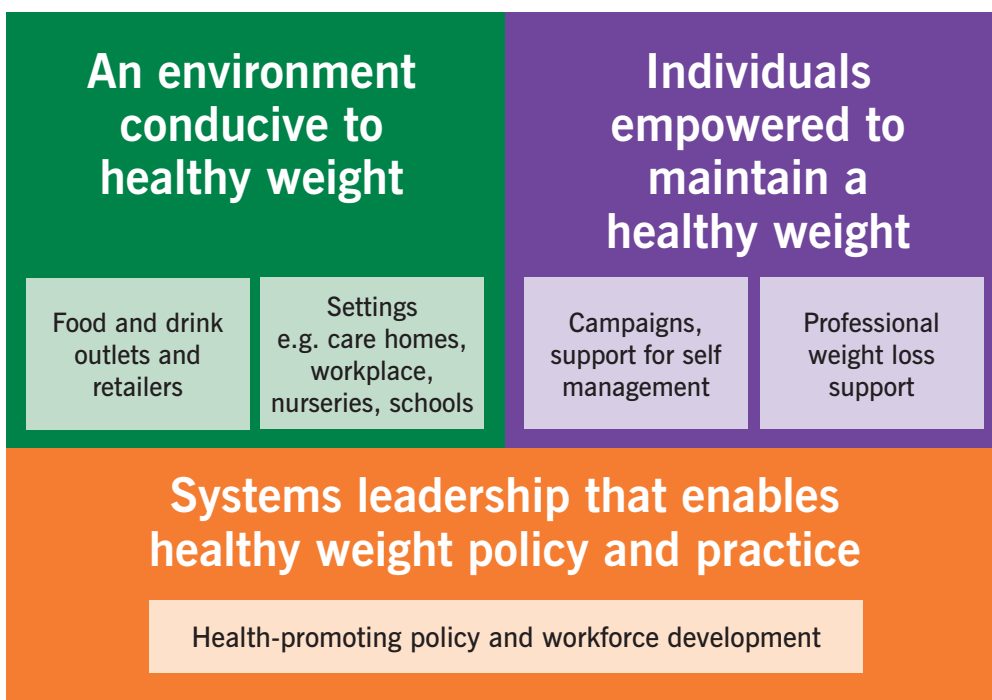 An environment
conducive to
healthy weight
Food and drink
outlets and
retailers
Settings
e.g. care homes,
workplace,
nurseries, schools
Individuals
empowered to
maintain a
healthy weight
Campaigns,
support for self
management
Professional
weight loss
support
Systems leadership that enables
healthy weight policy and practice
Health-promoting policy and workforce development